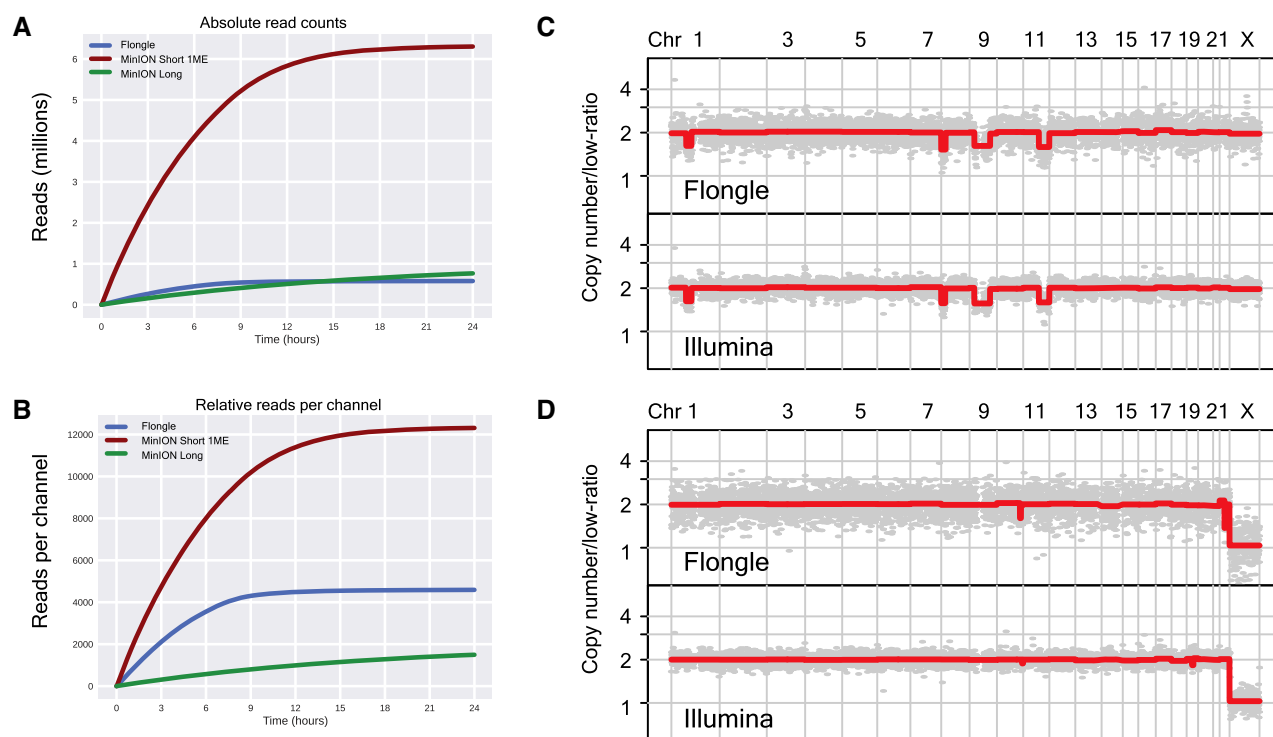 A
Absolute read counts
Flongle
MinION Short 1ME
MinION Long
Reads (millions)
6
5
4
3
2
1
0
0 3 6 9 12 15 18 21 24
Time (hours)
B
Relative reads per channel
Flongle
MinION Short 1ME
MinION Long
Reads per channel
12000
10000
8000
6000
4000
2000
0
0 3 6 9 12 15 18 21 24
Time (hours)
C
Chr 1 3 5 7 9 11 15 17 19 21 X
Copy number/low-ratio
4
2
1
Flongle
4
2
1
Illumina
D
Chr 1 3 5 7 9 11 13 15 17 19 21 X
Copy number/low-ratio
4
2
1
Flongle
4
2
1
Illumina